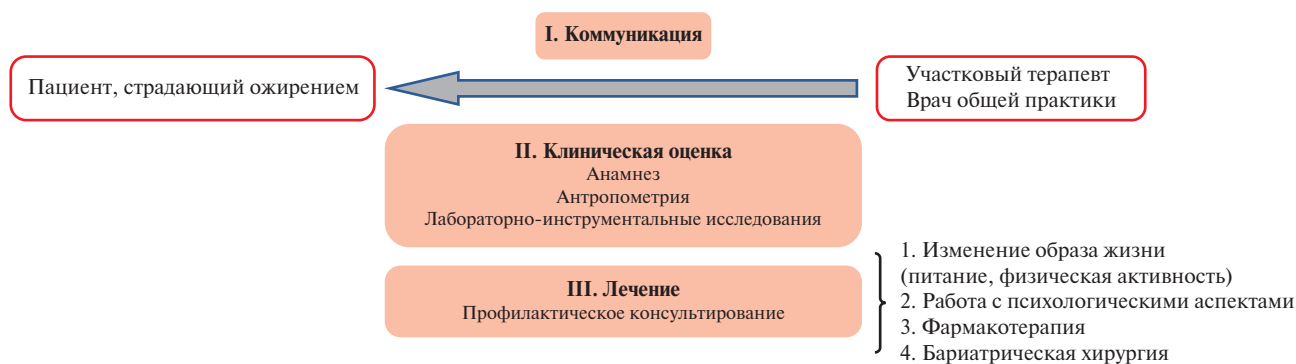 I. Коммуникация
Пациент, страдающий ожирением
Участковый терапевт
Врач общей практики
II. Клиническая оценка
Анамнез
Антропометрия
Лабораторно-инструментальные исследования
III. Лечение
Профилактическое консультирование
1. Изменение образа жизни
(питание, физическая активность)
2. Работа с психологическими аспектами
3. Фармакотерапия
4. Бариатрическая хирургия